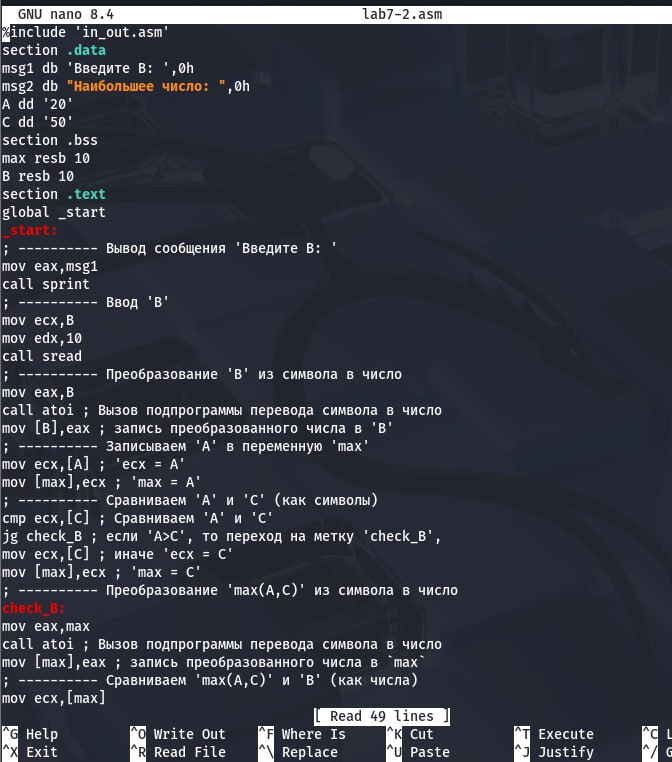 GNU nano 8.4 lab7-2.asm
%include 'in_out.asm'
section .data
msg1 db 'Введите B: ',0h
msg2 db "Наибольшее число: ",0h
A dd '20'
C dd '50'
section .bss
max resb 10
B resb 10
section .text
global _start
_start:
; ---------- Вывод сообщения 'Введите B: '
mov eax,msg1
call sprint
; ---------- Ввод 'B'
mov ecx,B
mov edx,10
call sread
; ---------- Преобразование 'B' из символа в число
mov eax,B
call atoi ; Вызов подпрограммы перевода символа в число
mov [B],eax ; запись преобразованного числа в 'B'
; ---------- Записываем 'A' в переменную 'max'
mov ecx,[A] ; 'ecx = A'
mov [max],ecx ; 'max = A'
; ---------- Сравниваем 'A' и 'C' (как символы)
cmp ecx,[C] ; Сравниваем 'A' и 'C'
jg check_B ; если 'A>C', то переход на метку 'check_B',
mov ecx,[C] ; иначе 'ecx = C'
mov [max],ecx ; 'max = C'
; ---------- Преобразование 'max(A,C)' из символа в число
check_B:
mov eax,max
call atoi ; Вызов подпрограммы перевода символа в число
mov [max],eax ; запись преобразованного числа в `max`
; ---------- Сравниваем 'max(A,C)' и 'B' (как числа)
mov ecx,[max]
[ Read 49 lines ]
^G Help ^O Write Out ^F Where Is ^K Cut ^T Execute ^C L
^X Exit ^R Read File ^\ Replace ^U Paste ^J Justify ^/ G